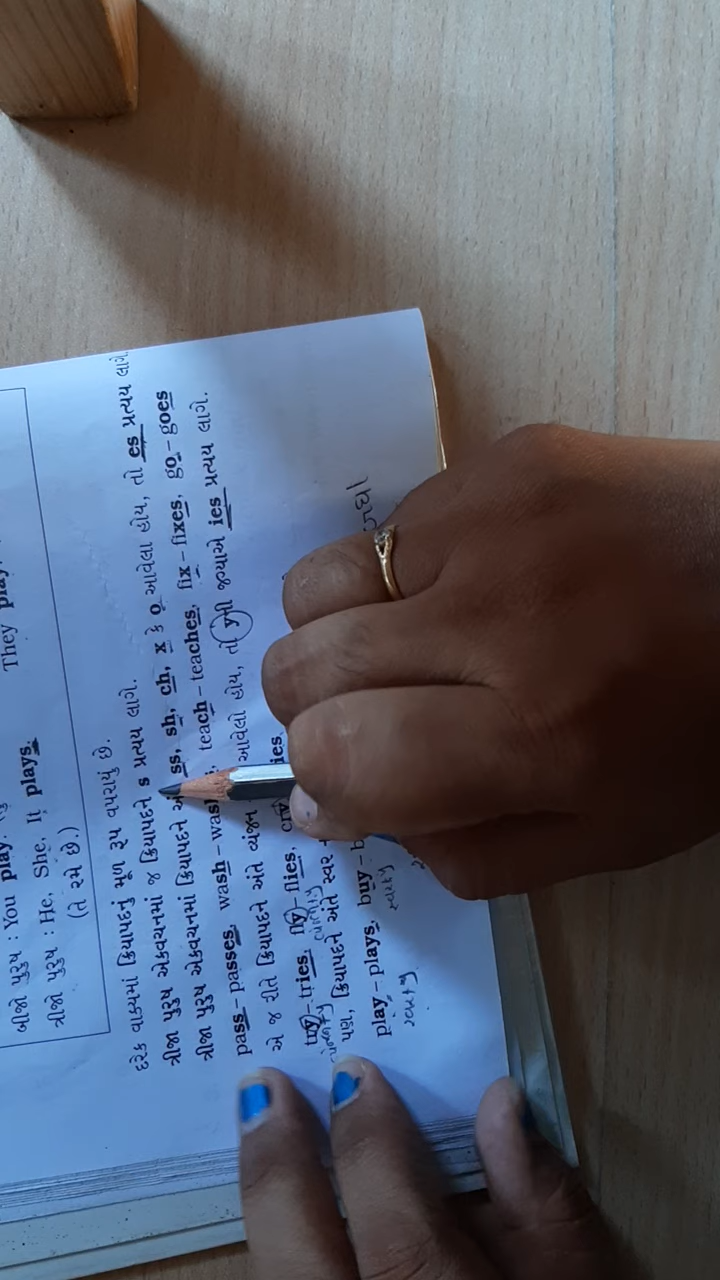 બીજો પુરુષ : You play. They play.
ત્રીજો પુરુષ : He, She, It plays.
(તે રમે છે.)
દરેક વાક્યમાં ક્રિયાપદનું મૂળ રૂપ વપરાયું છે.
ત્રીજા પુરુષ એકવચનમાં જ ક્રિયાપદને s પ્રત્યય લાગે.
ત્રીજા પુરુષ એકવચનમાં ક્રિયાપદને ss, sh, ch, x કે o આવેલા હોય, તો es પ્રત્યય લાગે.
pass – passes, wash – teach – teaches, fix – fixes, go – goes
એ જ રીતે ક્રિયાપદને અંતે વ્યંજન આવેલો હોય, તો yની જગ્યાએ ies પ્રત્યય લાગે.
try – tries, fly – flies, cry
પણ, ક્રિયાપદને અંતે સ્વર
play – plays, buy –